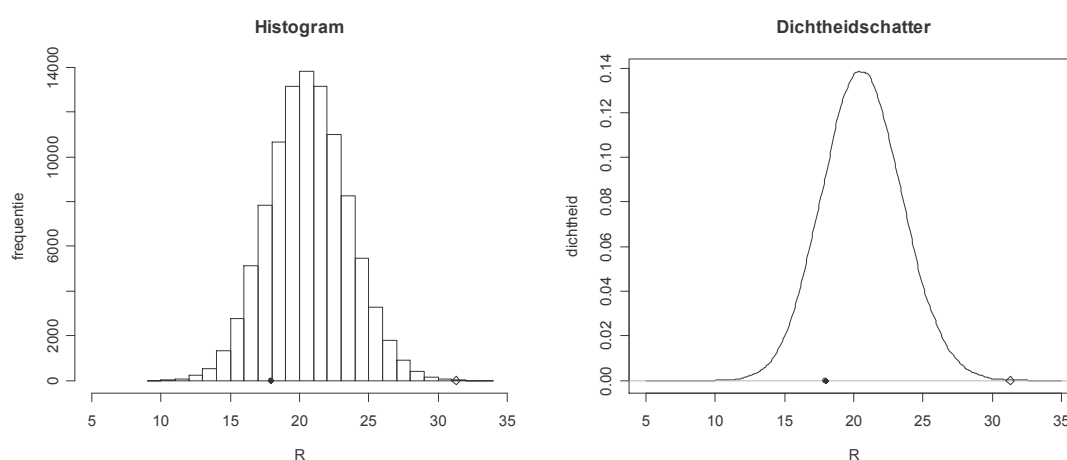 Histogram
frequentie
0 2000 6000 10000 14000
5 10 15 20 25 30 35
R
Dichtheidschatter
dichtheid
0.00 0.02 0.04 0.06 0.08 0.10 0.12 0.14
5 10 15 20 25 30 35
R